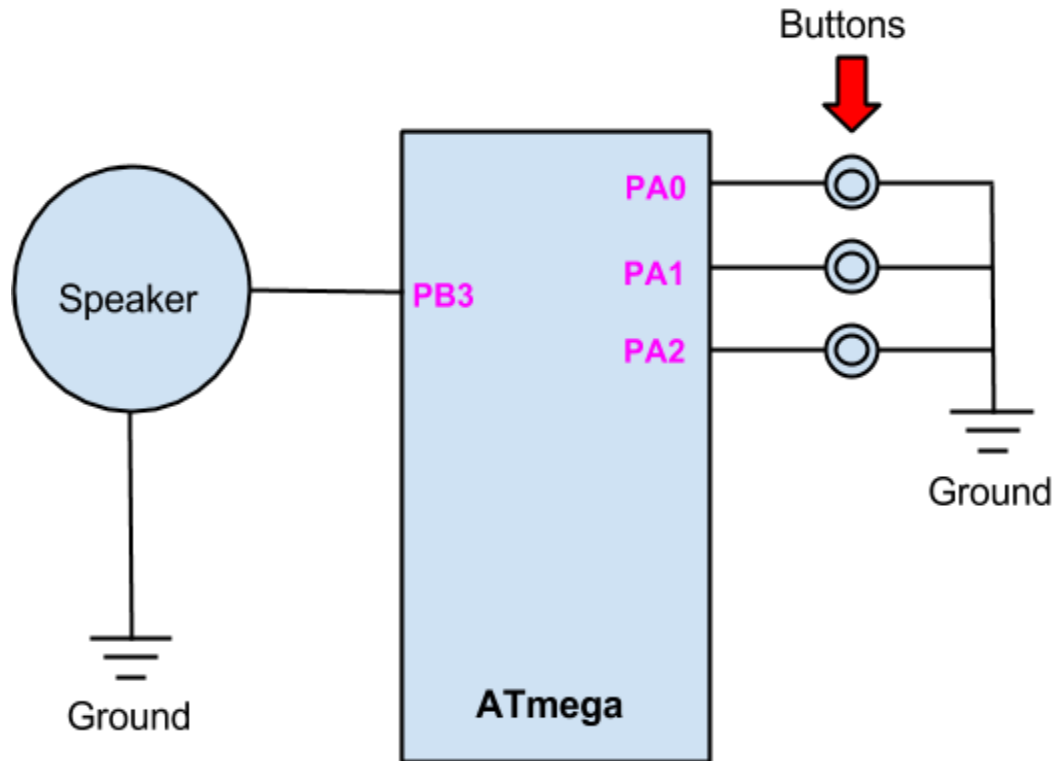 Buttons
PA0
PA1
Speaker
PB3
PA2
Ground
ATmega
Ground